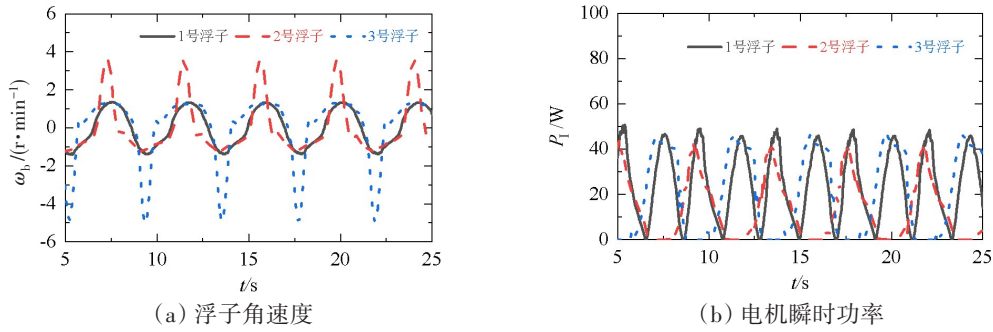 6
4
2
0
-2
-4
-6
ω_b/(r•min⁻¹)
1号浮子 2号浮子 3号浮子
5 10 15 20 25
t/s
(a) 浮子角速度
100
80
60
40
20
0
P_I/W
1号浮子 2号浮子 3号浮子
5 10 15 20 25
t/s
(b) 电机瞬时功率